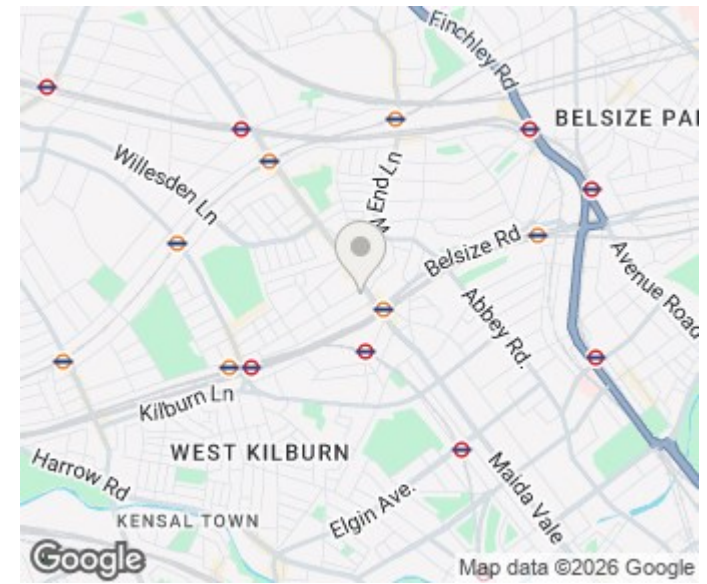 Finchley Rd
BELSIZE PA
Willesden Ln
W End Ln
Belsize Rd
Avenue Road
Abbey Rd.
Kilburn Ln
WEST KILBURN
Harrow Rd
Maida Vale
Elgin Ave.
KENSAL TOWN
Google
Map data ©2026 Google